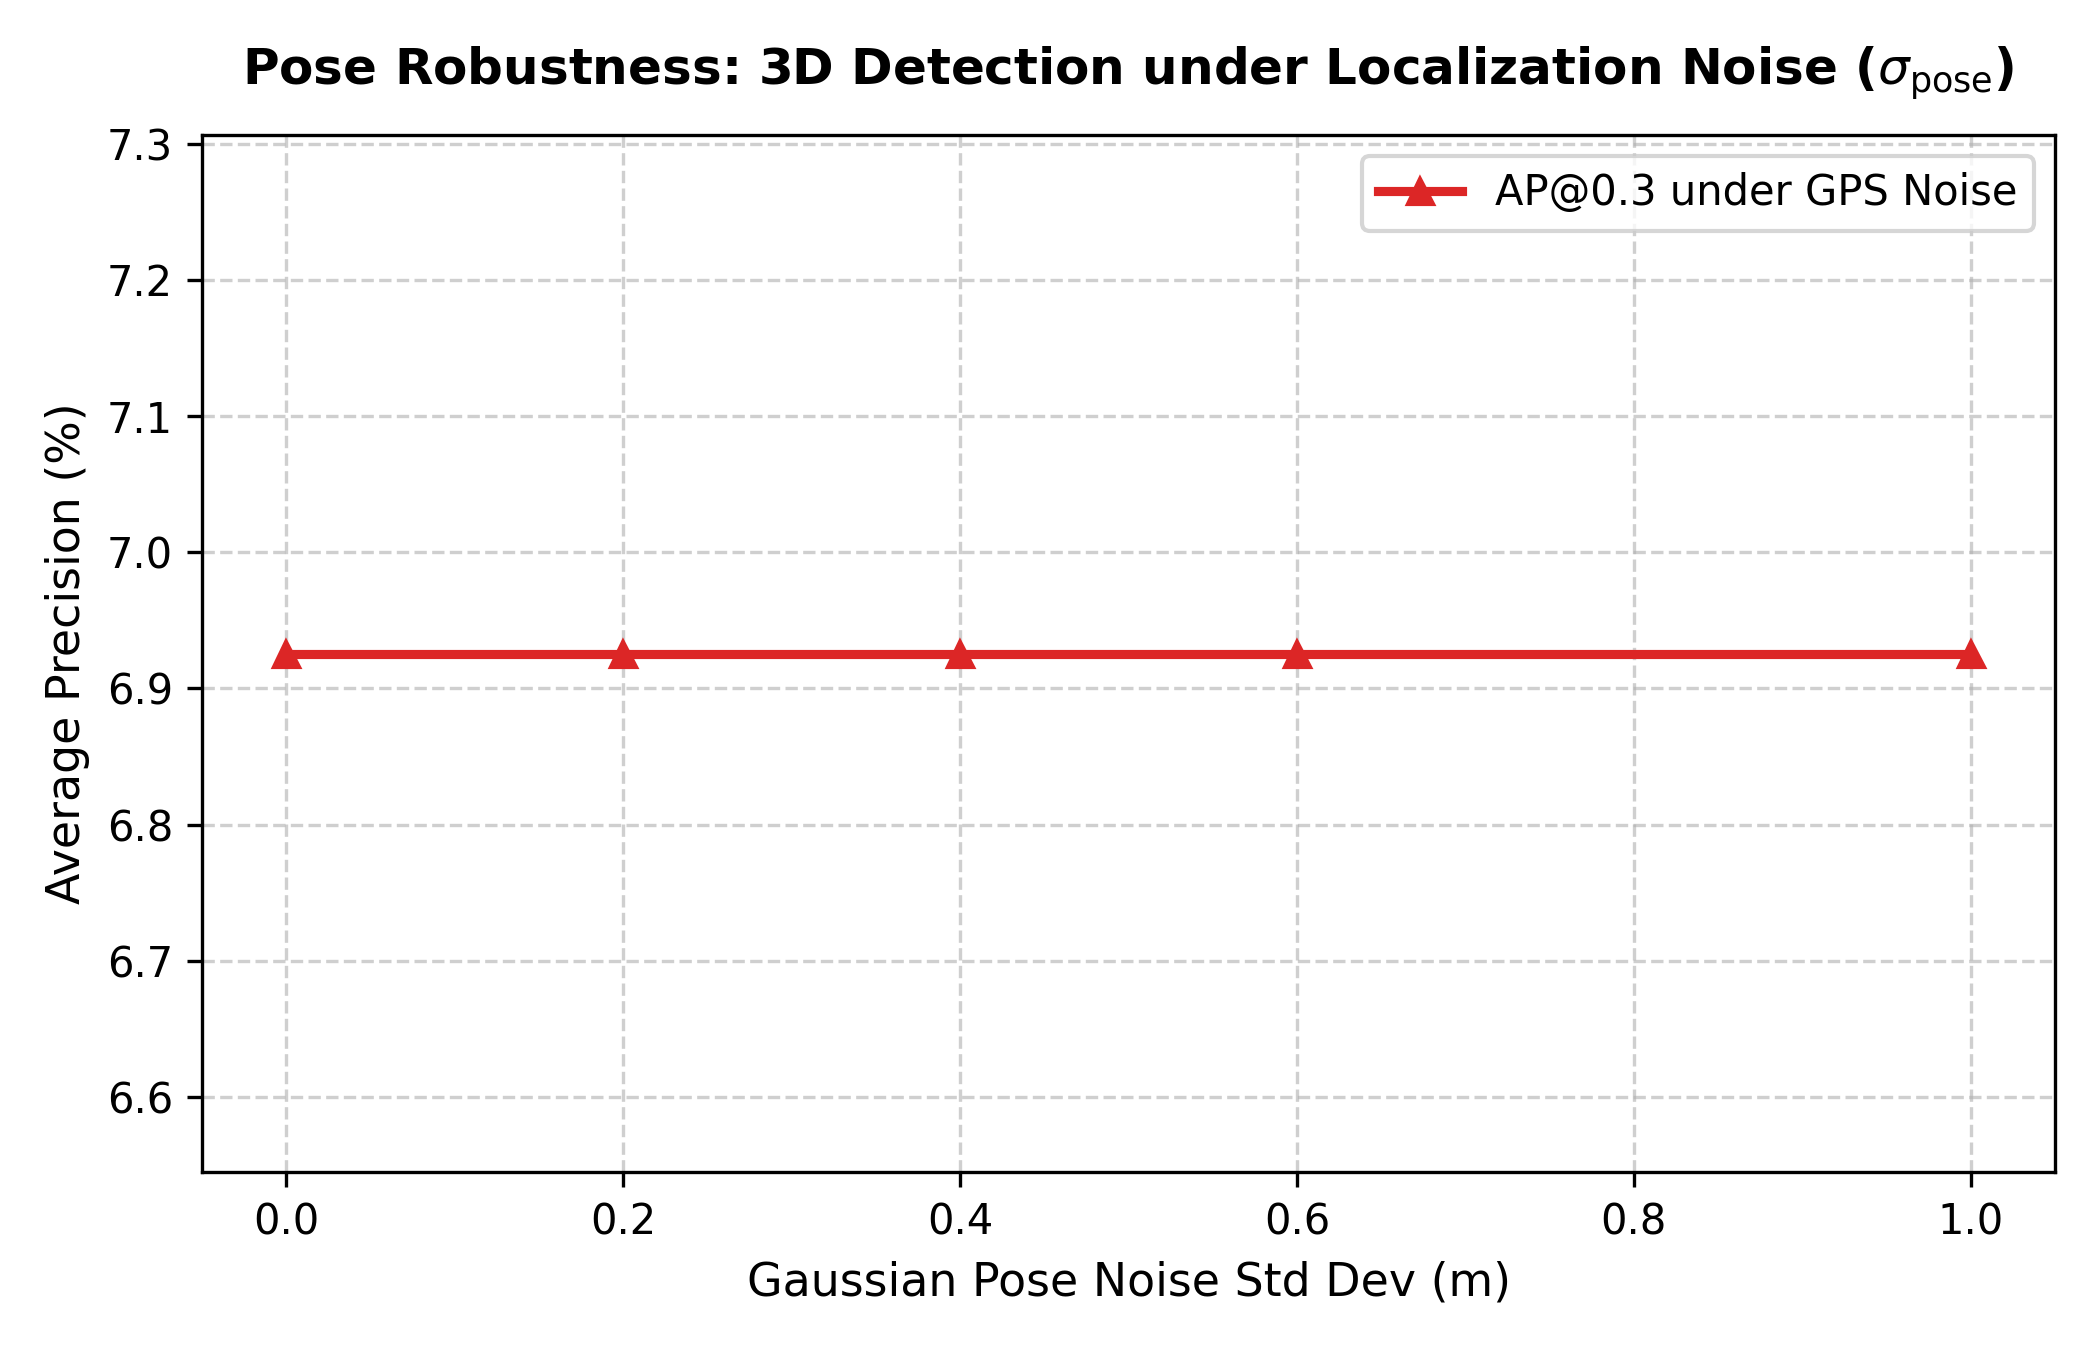 Pose Robustness: 3D Detection under Localization Noise (σpose)
AP@0.3 under GPS Noise
Average Precision (%)
7.3
7.2
7.1
7.0
6.9
6.8
6.7
6.6
0.0 0.2 0.4 0.6 0.8 1.0
Gaussian Pose Noise Std Dev (m)